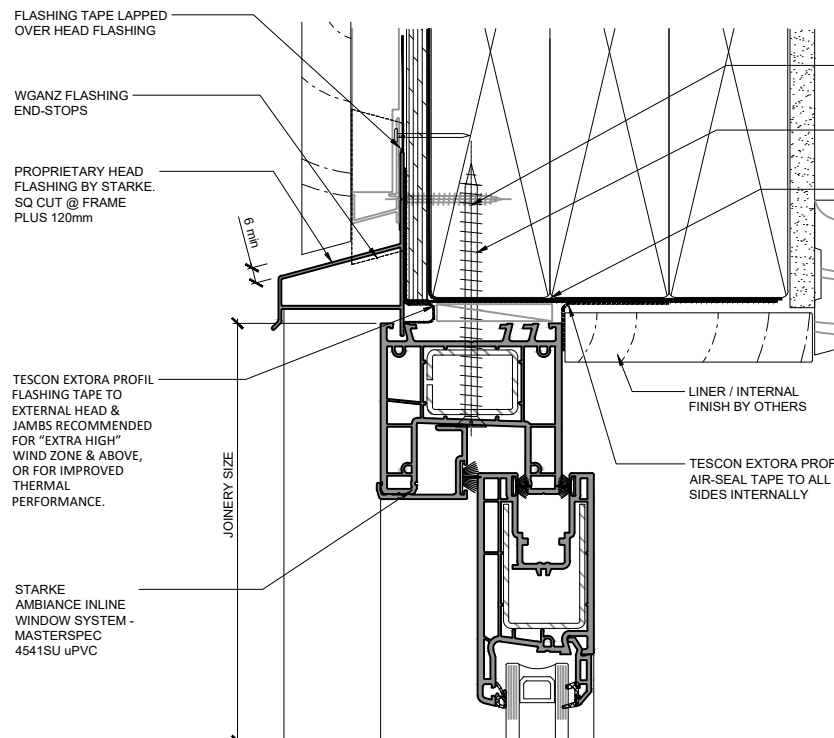 FLASHING TAPE LAPPED
OVER HEAD FLASHING
WGANZ FLASHING
END-STOPS
PROPRIETARY HEAD
FLASHING BY STARKE.
SQ CUT @ FRAME
PLUS 120mm
6 min
TESCON EXTORA PROFIL
FLASHING TAPE TO
EXTERNAL HEAD &
JAMBS RECOMMENDED
FOR “EXTRA HIGH”
WIND ZONE & ABOVE,
OR FOR IMPROVED
THERMAL
PERFORMANCE.
JOINERY SIZE
STARKE
AMBIANCE INLINE
WINDOW SYSTEM -
MASTERSPEC
4541SU uPVC
LINER / INTERNAL
FINISH BY OTHERS
TESCON EXTORA PROF
AIR-SEAL TAPE TO ALL
SIDES INTERNALLY